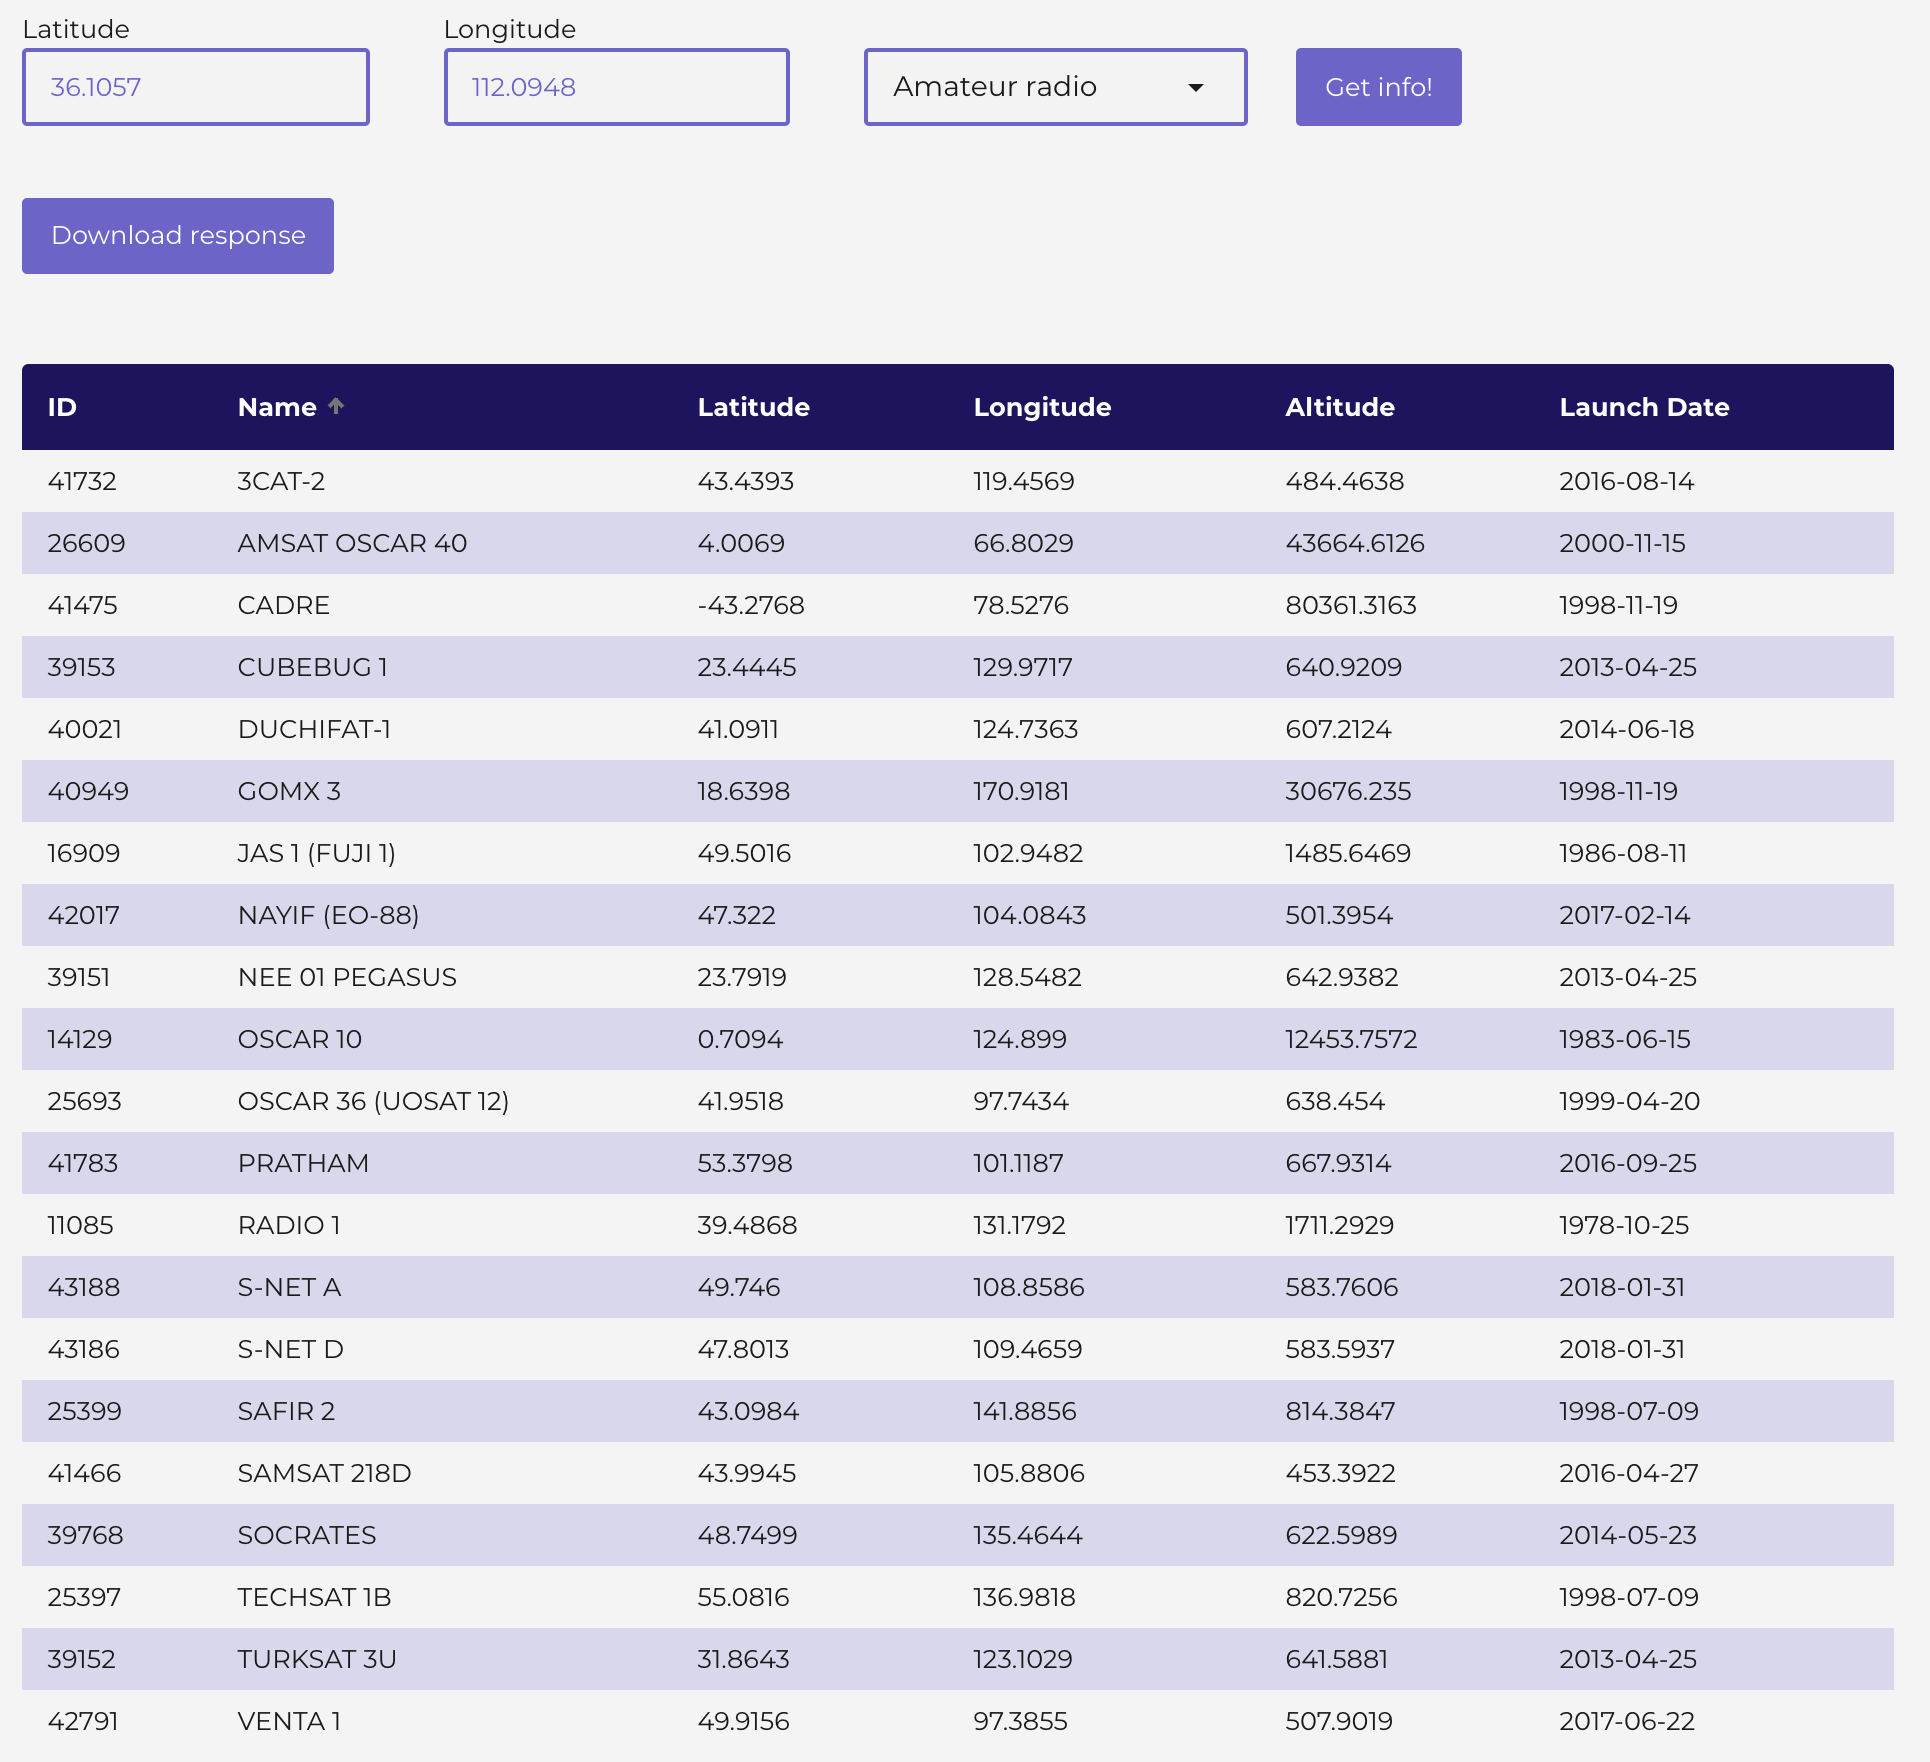 Latitude Longitude
36.1057 112.0948 Amateur radio Get info!
Download response
ID Name Latitude Longitude Altitude Launch Date
41732 3CAT-2 43.4393 119.4569 484.4638 2016-08-14
26609 AMSAT OSCAR 40 4.0069 66.8029 43664.6126 2000-11-15
41475 CADRE -43.2768 78.5276 80361.3163 1998-11-19
39153 CUBEBUG 1 23.4445 129.9717 640.9209 2013-04-25
40021 DUCHIFAT-1 41.0911 124.7363 607.2124 2014-06-18
40949 GOMX 3 18.6398 170.9181 30676.235 1998-11-19
16909 JAS 1 (FUJI 1) 49.5016 102.9482 1485.6469 1986-08-11
42017 NAYIF (EO-88) 47.322 104.0843 501.3954 2017-02-14
39151 NEE 01 PEGASUS 23.7919 128.5482 642.9382 2013-04-25
14129 OSCAR 10 0.7094 124.899 12453.7572 1983-06-15
25693 OSCAR 36 (UOSAT 12) 41.9518 97.7434 638.454 1999-04-20
41783 PRATHAM 53.3798 101.1187 667.9314 2016-09-25
11085 RADIO 1 39.4868 131.1792 1711.2929 1978-10-25
43188 S-NET A 49.746 108.8586 583.7606 2018-01-31
43186 S-NET D 47.8013 109.4659 583.5937 2018-01-31
25399 SAFIR 2 43.0984 141.8856 814.3847 1998-07-09
41466 SAMSAT 218D 43.9945 105.8806 453.3922 2016-04-27
39768 SOCRATES 48.7499 135.4644 622.5989 2014-05-23
25397 TECHSAT 1B 55.0816 136.9818 820.7256 1998-07-09
39152 TURKSAT 3U 31.8643 123.1029 641.5881 2013-04-25
42791 VENTA 1 49.9156 97.3855 507.9019 2017-06-22